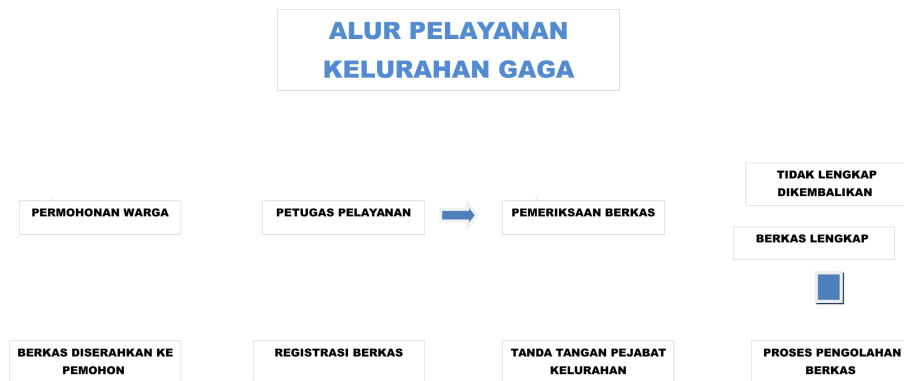 ALUR PELAYANAN
KELURAHAN GAGA
TIDAK LENGKAP
DIKEMBALIKAN
PERMOHONAN WARGA
PETUGAS PELAYANAN
PEMERIKSAAN BERKAS
BERKAS LENGKAP
BERKAS DISERAHKAN KE
PEMOHON
REGISTRASI BERKAS
TANDA TANGAN PEJABAT
KELURAHAN
PROSES PENGOLAHAN
BERKAS